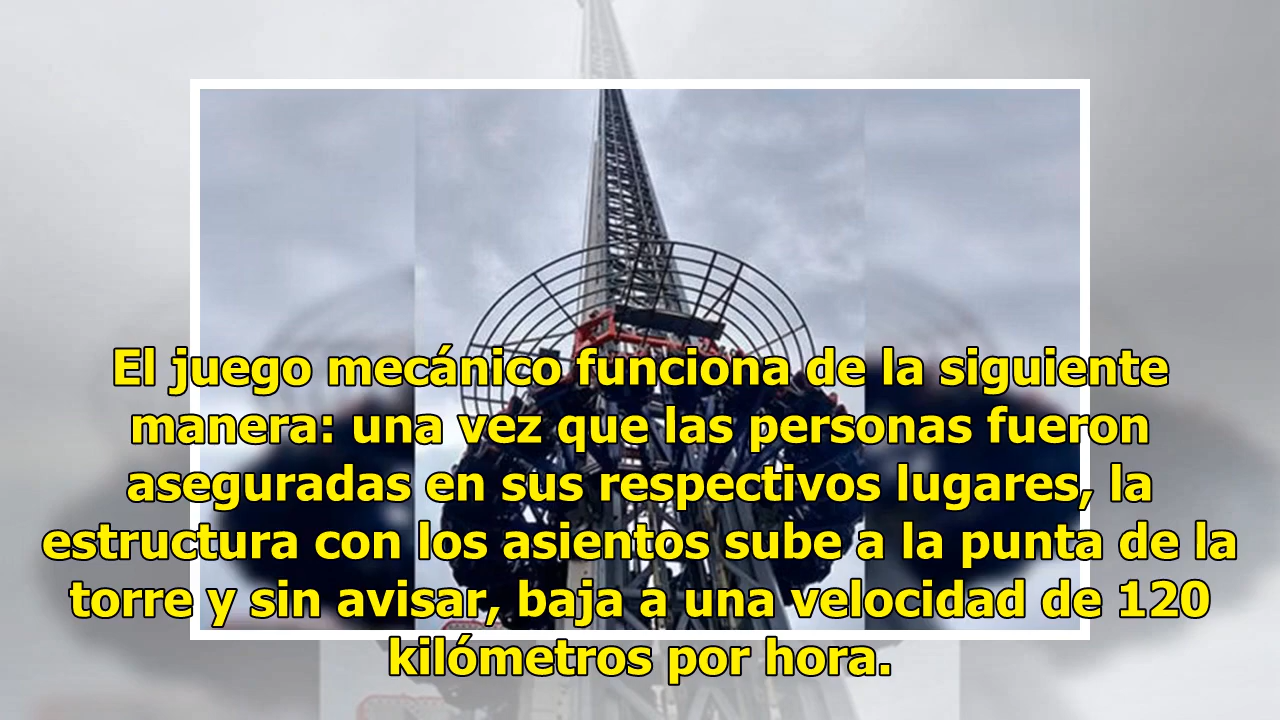 El juego mecánico funciona de la siguiente
manera: una vez que las personas fueron
aseguradas en sus respectivos lugares, la
estructura con los asientos sube a la punta de la
torre y sin avisar, baja a una velocidad de 120
kilómetros por hora.